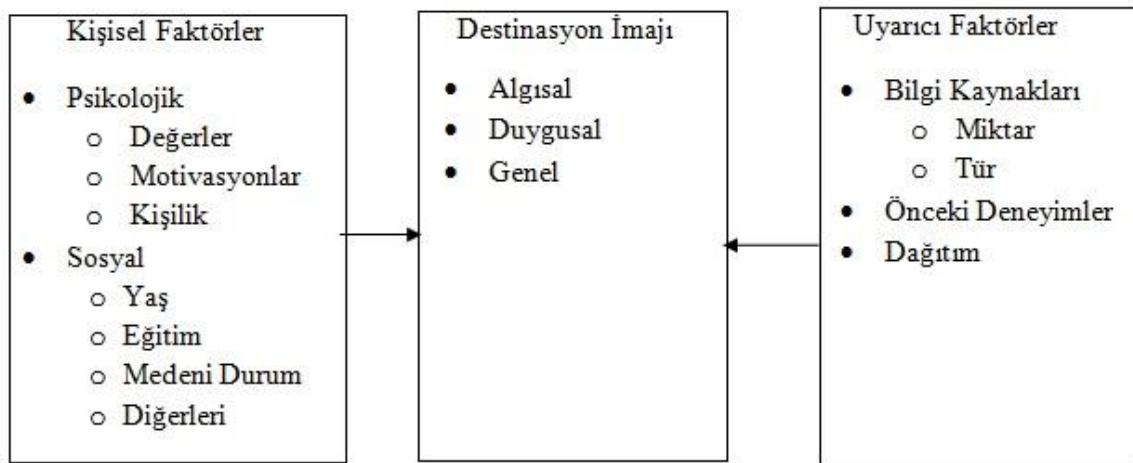 Kişisel Faktörler
• Psikolojik
o Değerler
o Motivasyonlar
o Kişilik
• Sosyal
o Yaş
o Eğitim
o Medeni Durum
o Diğerleri
Destinasyon İmajı
• Algısal
• Duygusal
• Genel
Uyarıcı Faktörler
• Bilgi Kaynakları
o Miktar
o Tür
• Önceki Deneyimler
• Dağıtım